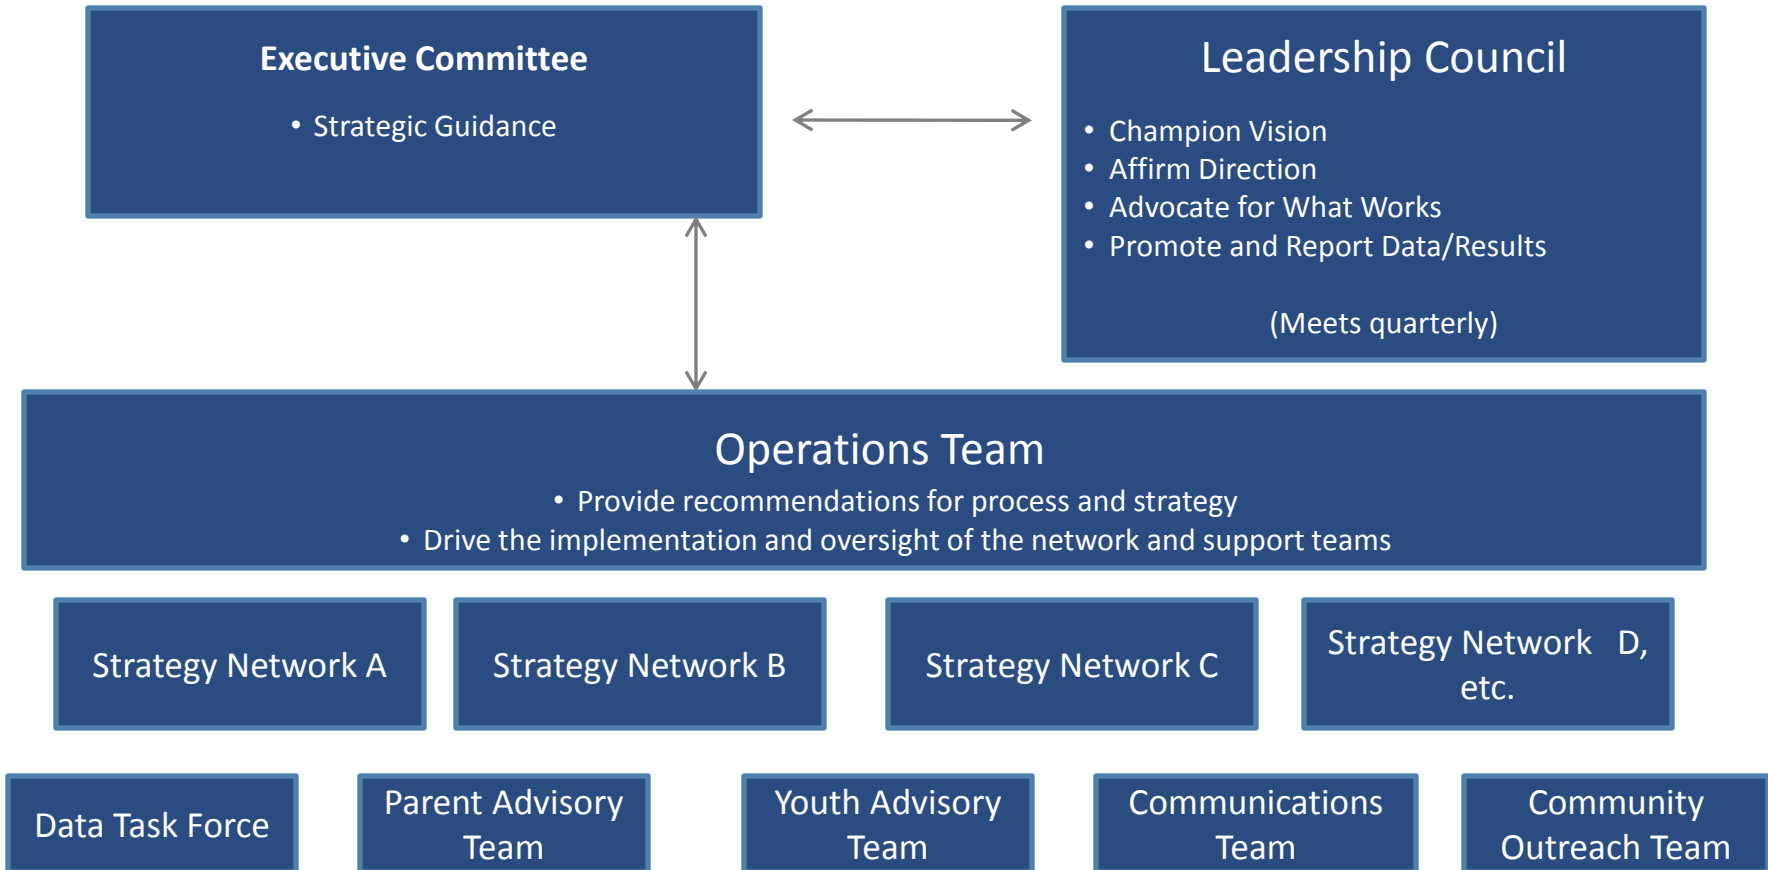 Executive Committee
• Strategic Guidance
Leadership Council
• Champion Vision
• Affirm Direction
• Advocate for What Works
• Promote and Report Data/Results
(Meets quarterly)
Operations Team
• Provide recommendations for process and strategy
• Drive the implementation and oversight of the network and support teams
Strategy Network A
Strategy Network B
Strategy Network C
Strategy Network D,
etc.
Data Task Force
Parent Advisory
Team
Youth Advisory
Team
Communications
Team
Community
Outreach Team